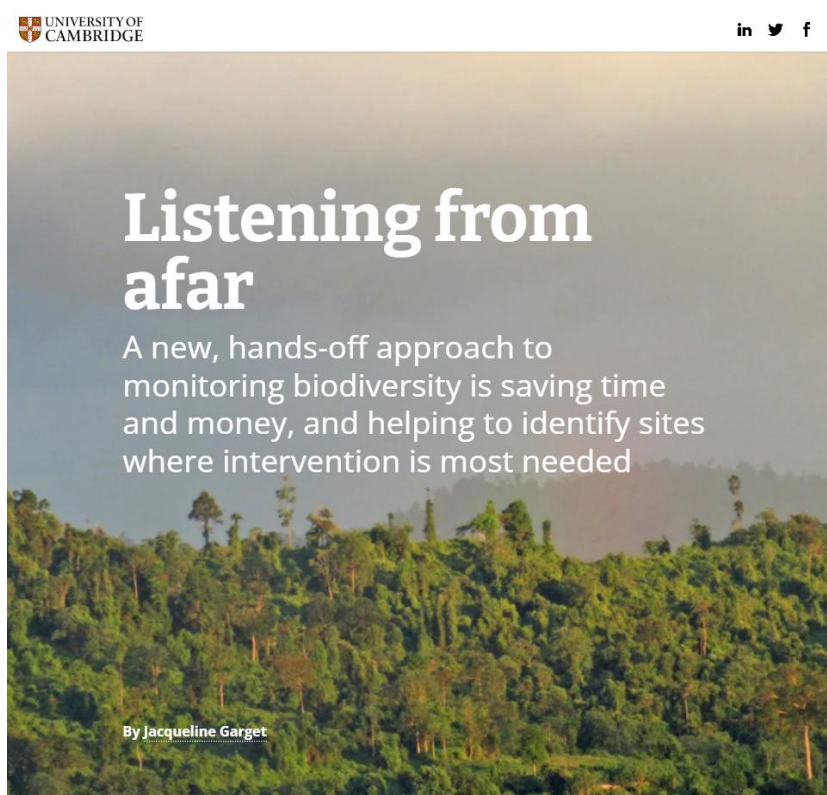 UNIVERSITY OF
CAMBRIDGE
Listening from
afar
A new, hands-off approach to
monitoring biodiversity is saving time
and money, and helping to identify sites
where intervention is most needed
By Jacqueline Garget